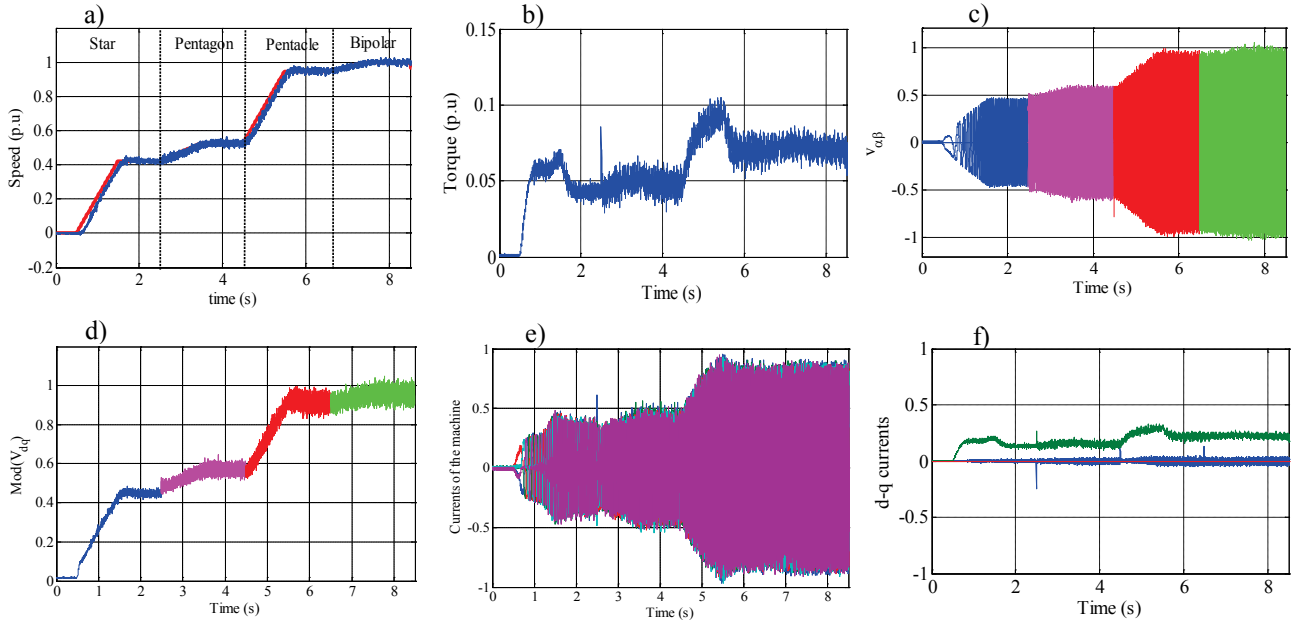 a)
Star Pentagon Pentacle Bipolar
Speed (p.u)
1
0.8
0.6
0.4
0.2
0
-0.2
0 2 4 6 8
time (s)
b)
Torque (p.u)
0.15
0.1
0.05
0
0 2 4 6 8
Time (s)
c)
vαβ
1
0.5
0
-0.5
-1
0 2 4 6 8
Time (s)
d)
Mod(Vdq)
1.2
1
0.8
0.6
0.4
0.2
0
0 1 2 3 4 5 6 7 8
Time (s)
e)
Currents of the machine
1
0.5
0
-0.5
-1
0 1 2 3 4 5 6 7 8
Time (s)
f)
d-q currents
1
0.5
0
-0.5
-1
0 2 4 6 8
Time (s)